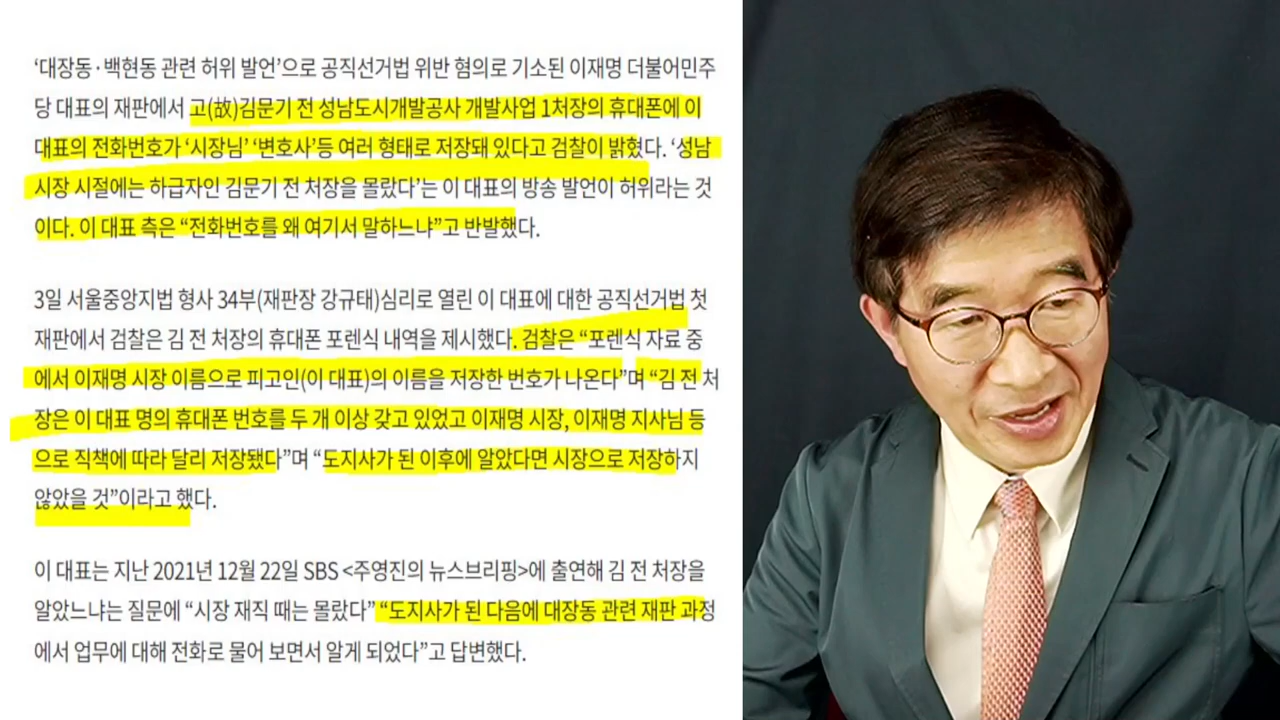 ‘대장동·백현동 관련 허위 발언’으로 공직선거법 위반 혐의로 기소된 이재명 더불어민주
당 대표의 재판에서 고(故)김문기 전 성남도시개발공사 개발사업 1처장의 휴대폰에 이
대표의 전화번호가 ‘시장님’ ‘변호사’등 여러 형태로 저장돼 있다고 검찰이 밝혔다. ‘성남
시장 시절에는 하급자인 김문기 전 처장을 몰랐다’는 이 대표의 방송 발언이 허위라는 것
이다. 이 대표 측은 “전화번호를 왜 여기서 말하느냐”고 반발했다.
3일 서울중앙지법 형사 34부(재판장 강규태)심리로 열린 이 대표에 대한 공직선거법 첫
재판에서 검찰은 김 전 처장의 휴대폰 포렌식 내역을 제시했다. 검찰은 “포렌식 자료 중
에서 이재명 시장 이름으로 피고인(이 대표)의 이름을 저장한 번호가 나온다”며 “김 전 처
장은 이 대표 명의 휴대폰 번호를 두 개 이상 갖고 있었고 이재명 시장, 이재명 지사님 등
으로 직책에 따라 달리 저장됐다”며 “도지사가 된 이후에 알았다면 시장으로 저장하지
않았을 것”이라고 했다.
이 대표는 지난 2021년 12월 22일 SBS <주영진의 뉴스브리핑>에 출연해 김 전 처장을
알았느냐는 질문에 “시장 재직 때는 몰랐다” “도지사가 된 다음에 대장동 관련 재판 과정
에서 업무에 대해 전화로 물어 보면서 알게 되었다”고 답변했다.